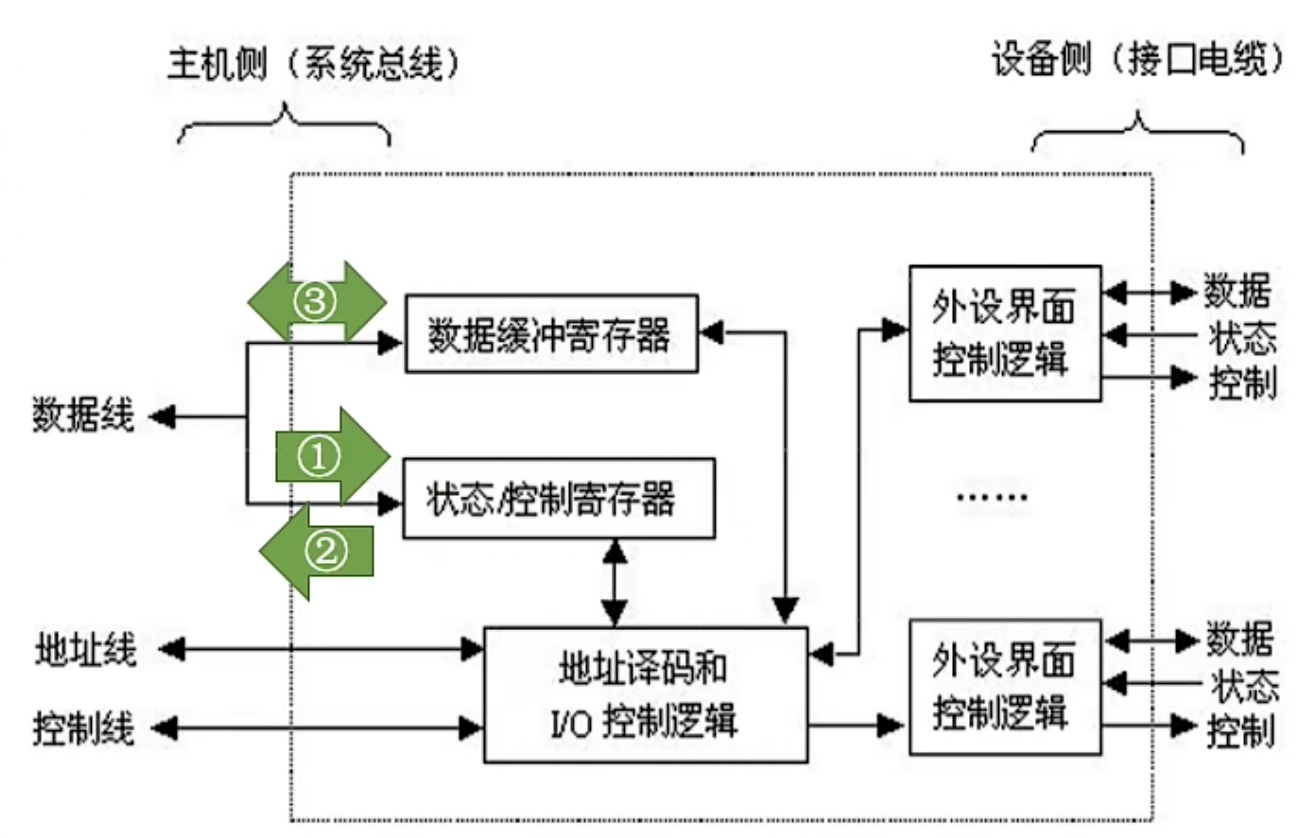 主机侧（系统总线）
设备侧（接口电缆）
③
数据缓冲寄存器
外设界面
控制逻辑
数据
状态
控制
数据线
①
状态/控制寄存器
……
②
地址线
控制线
地址译码和
I/O 控制逻辑
外设界面
控制逻辑
数据
状态
控制